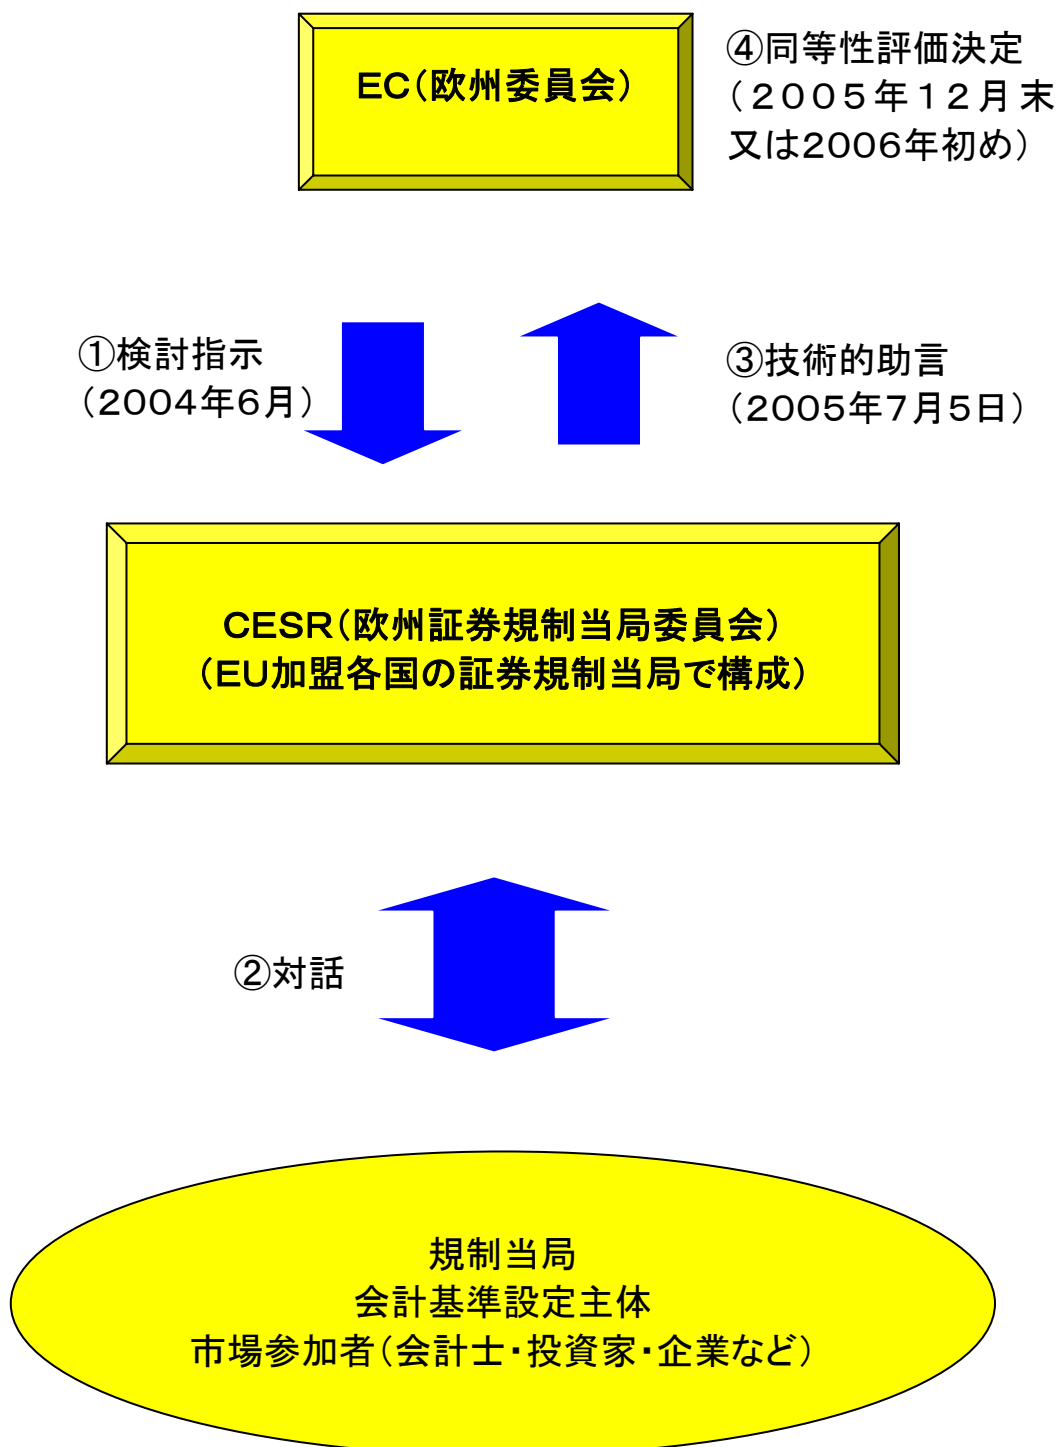 EC(欧州委員会)
④同等性評価決定
(2005年12月末
又は2006年初め)
①検討指示
(2004年6月)
③技術的助言
(2005年7月5日)
CESR(欧州証券規制当局委員会)
(EU加盟各国の証券規制当局で構成)
②対話
規制当局
会計基準設定主体
市場参加者(会計士・投資家・企業など)